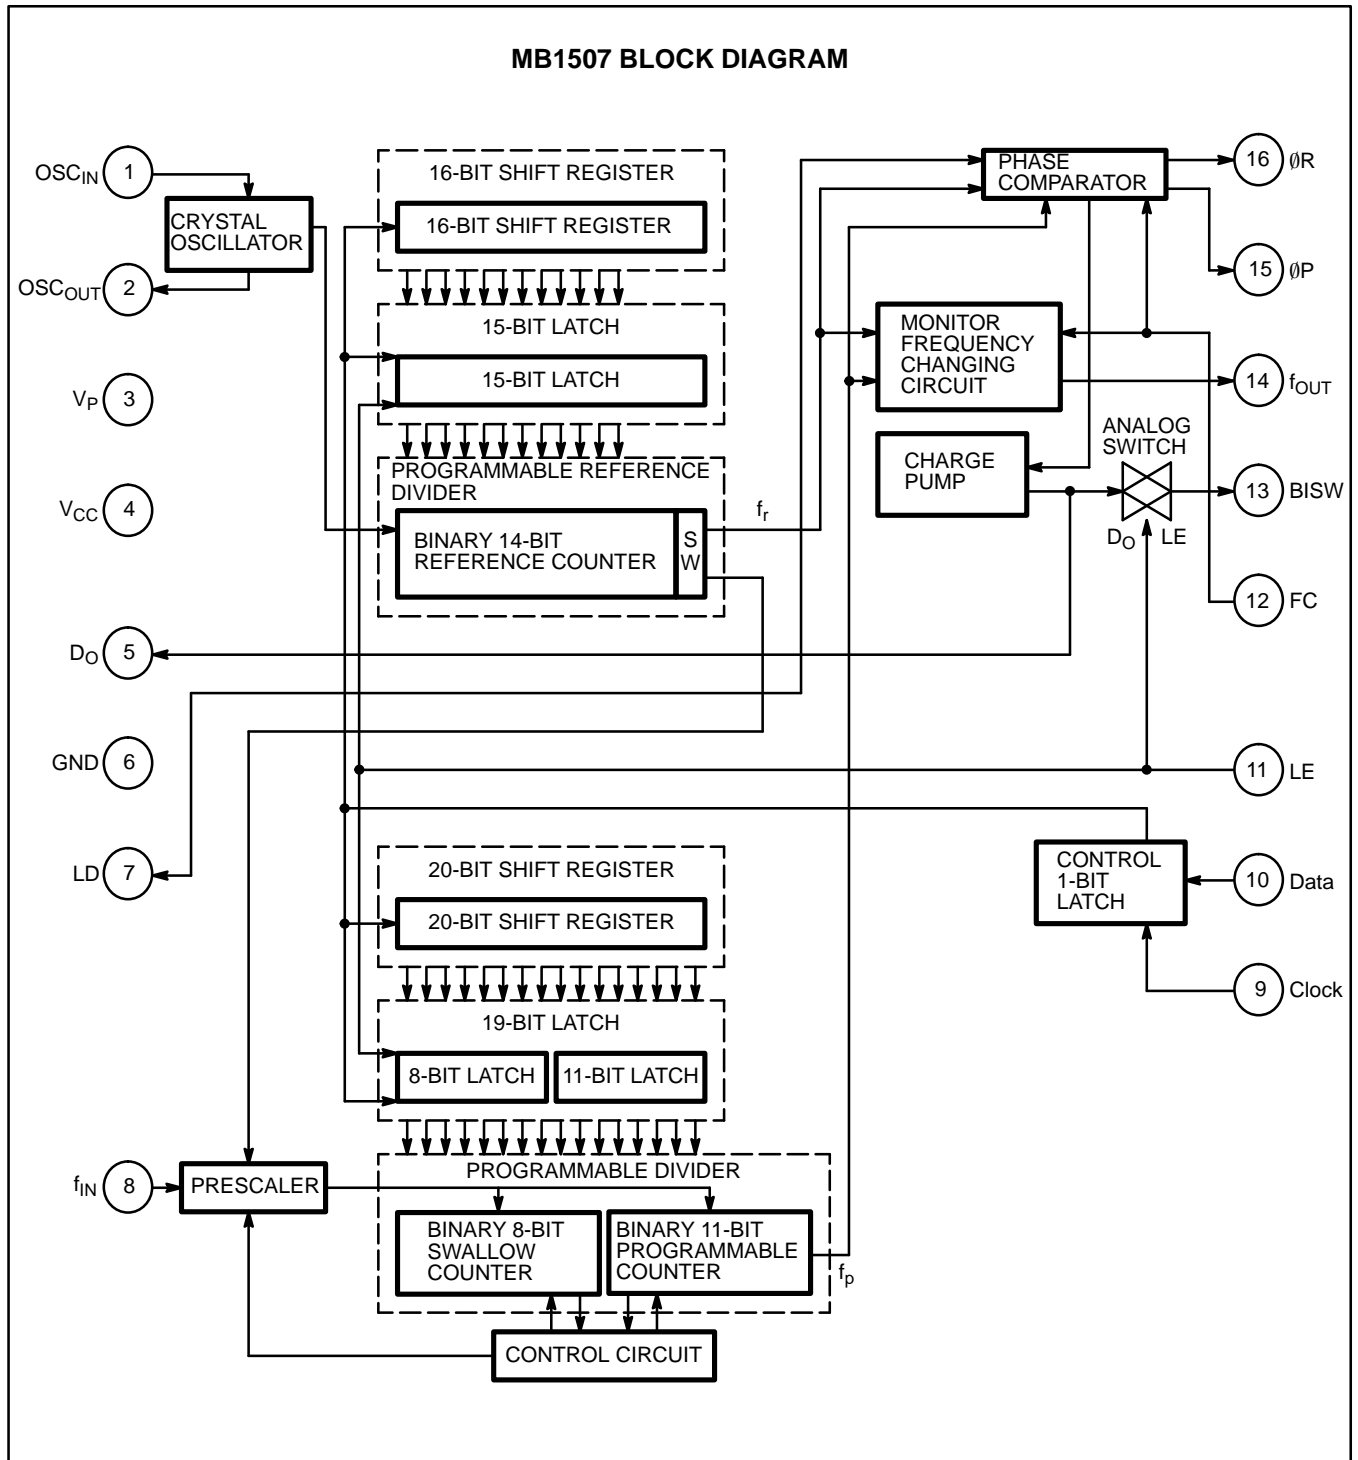 MB1507 BLOCK DIAGRAM
OSCIN 1
CRYSTAL
OSCILLATOR
OSCOUT 2
VP 3
VCC 4
DO 5
GND 6
LD 7
fIN 8
PRESCALER
16-BIT SHIFT REGISTER
16-BIT SHIFT REGISTER
15-BIT LATCH
15-BIT LATCH
PROGRAMMABLE REFERENCE
DIVIDER
BINARY 14-BIT
REFERENCE COUNTER
S
W
fr
20-BIT SHIFT REGISTER
20-BIT SHIFT REGISTER
19-BIT LATCH
8-BIT LATCH
11-BIT LATCH
PROGRAMMABLE DIVIDER
BINARY 8-BIT
SWALLOW
COUNTER
BINARY 11-BIT
PROGRAMMABLE
COUNTER
fp
CONTROL CIRCUIT
PHASE
COMPARATOR
MONITOR
FREQUENCY
CHANGING
CIRCUIT
CHARGE
PUMP
ANALOG
SWITCH
DO LE
CONTROL
1-BIT
LATCH
16 ØR
15 ØP
14 fOUT
13 BISW
12 FC
11 LE
10 Data
9 Clock